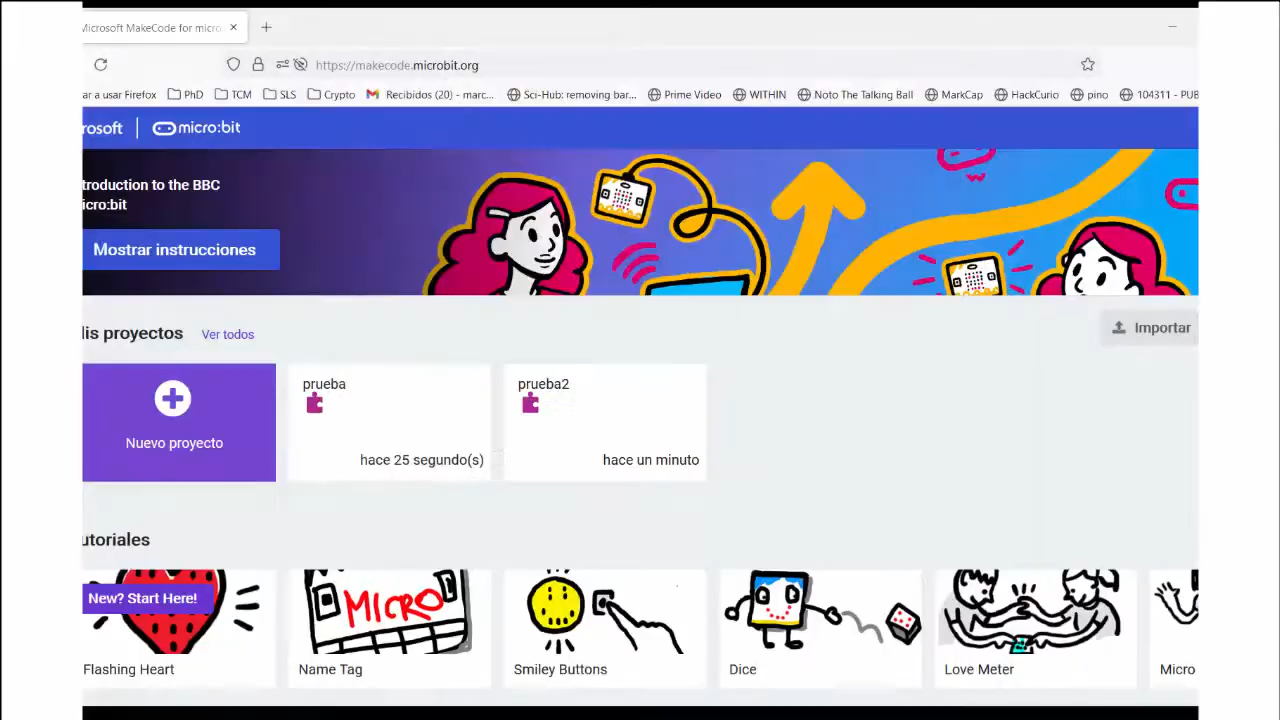 Microsoft MakeCode for micro
https://makecode.microbit.org
ar a usar Firefox PhD TCM SLS Crypto Recibidos (20) - marc... Sci-Hub: removing bar... Prime Video WITHIN Noto The Talking Ball MarkCap HackCurio pino 104311 - PUB
rosoft micro:bit
troduction to the BBC
icro:bit
Mostrar instrucciones
lis proyectos Ver todos Importar
prueba prueba2
Nuevo proyecto
hace 25 segundo(s) hace un minuto
utoriales
MICRO
New? Start Here!
Flashing Heart Name Tag Smiley Buttons Dice Love Meter Micro